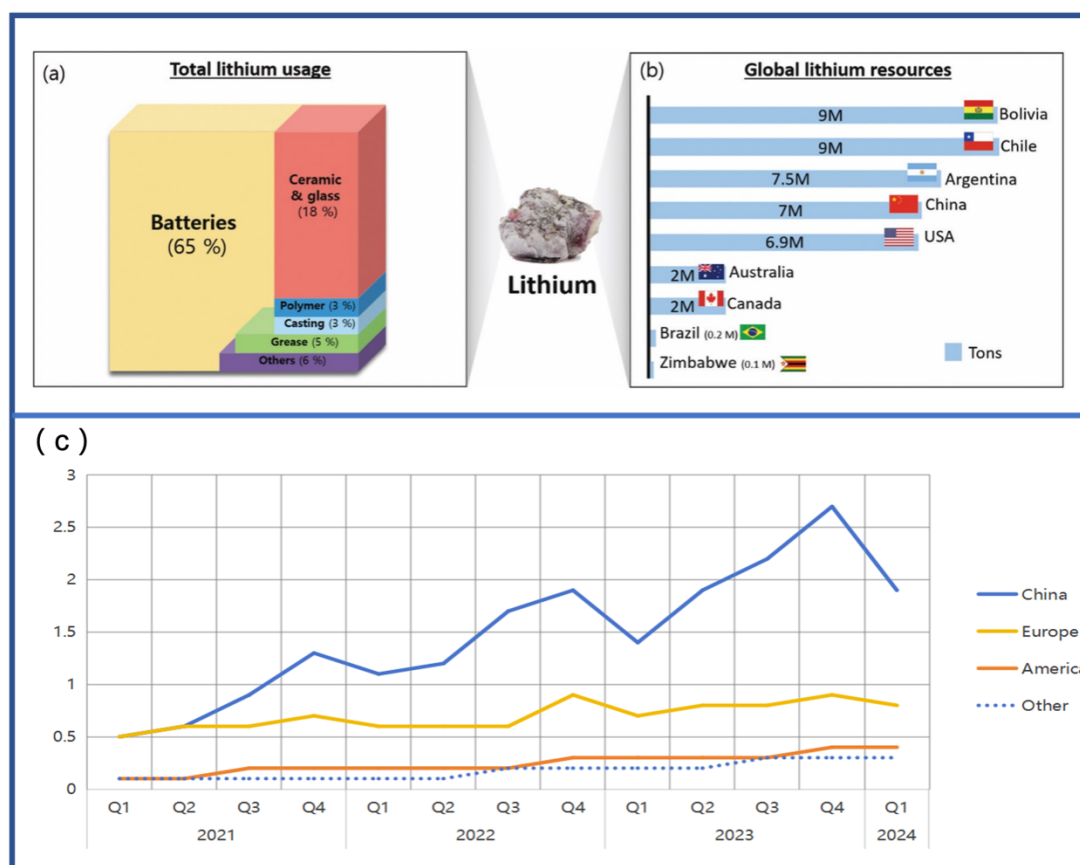 (a)
Total lithium usage
Batteries
(65 %)
Ceramic
& glass
(18 %)
Polymer (3 %)
Casting (3 %)
Grease (5 %)
Others (6 %)
Lithium
(b)
Global lithium resources
9M
Bolivia
9M
Chile
7.5M
Argentina
7M
China
6.9M
USA
2M
Australia
2M
Canada
Brazil (0.2 M)
Zimbabwe (0.1 M)
Tons
( c )
3
2.5
2
1.5
1
0.5
0
Q1 Q2 Q3 Q4 Q1 Q2 Q3 Q4 Q1 Q2 Q3 Q4 Q1
2021 2022 2023 2024
China
Europe
America
Other